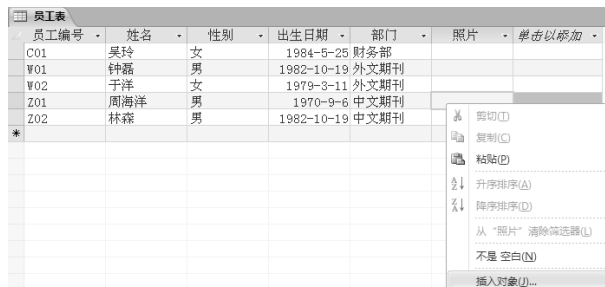 员工表
员工编号 姓名 性别 出生日期 部门 照片 单击以添加
C01 吴玲 女 1984-5-25 财务部
W01 钟磊 男 1982-10-19 外文期刊
W02 于洋 女 1979-3-11 外文期刊
Z01 周海洋 男 1970-9-6 中文期刊
Z02 林森 男 1982-10-19 中文期刊
*
剪切(T)
复制(C)
粘贴(P)
升序排序(A)
降序排序(D)
从“照片”清除筛选器(L)
不是 空白(N)
插入对象(J)...